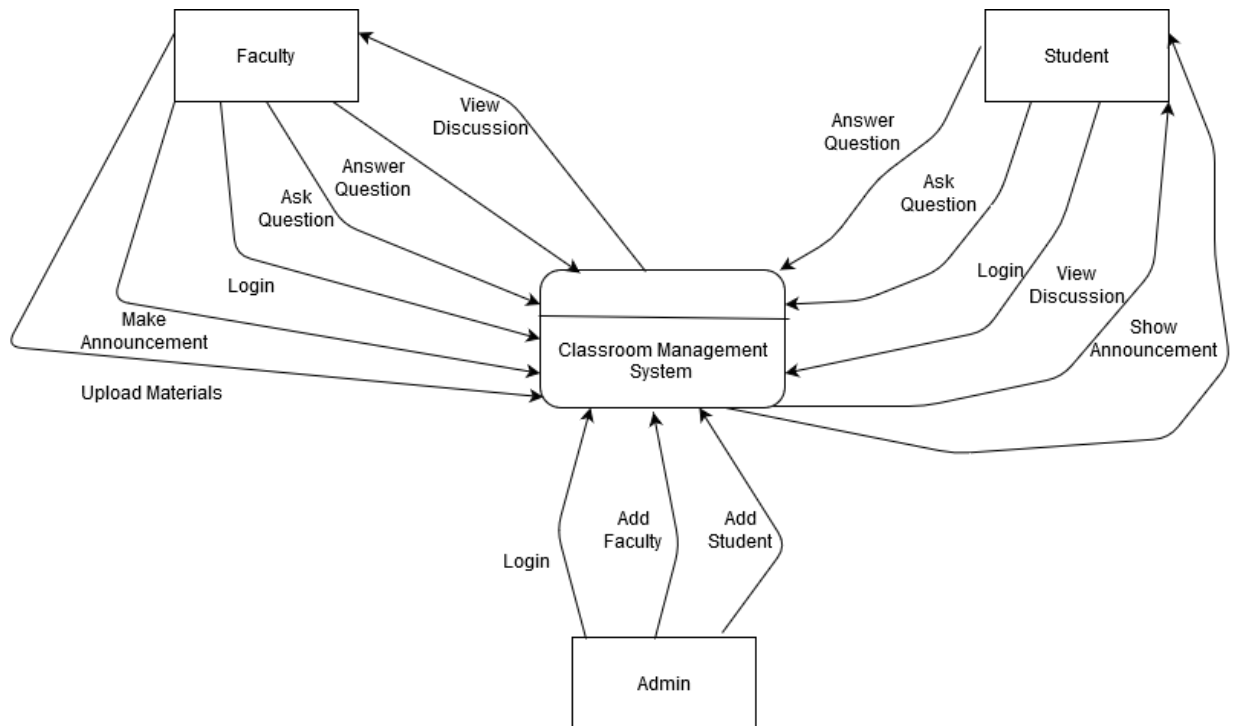 Faculty
Student
View
Discussion
Answer
Question
Answer
Question
Ask
Question
Ask
Question
Login
Login
View
Discussion
Make
Announcement
Show
Announcement
Classroom Management
System
Upload Materials
Add
Faculty
Add
Student
Login
Admin